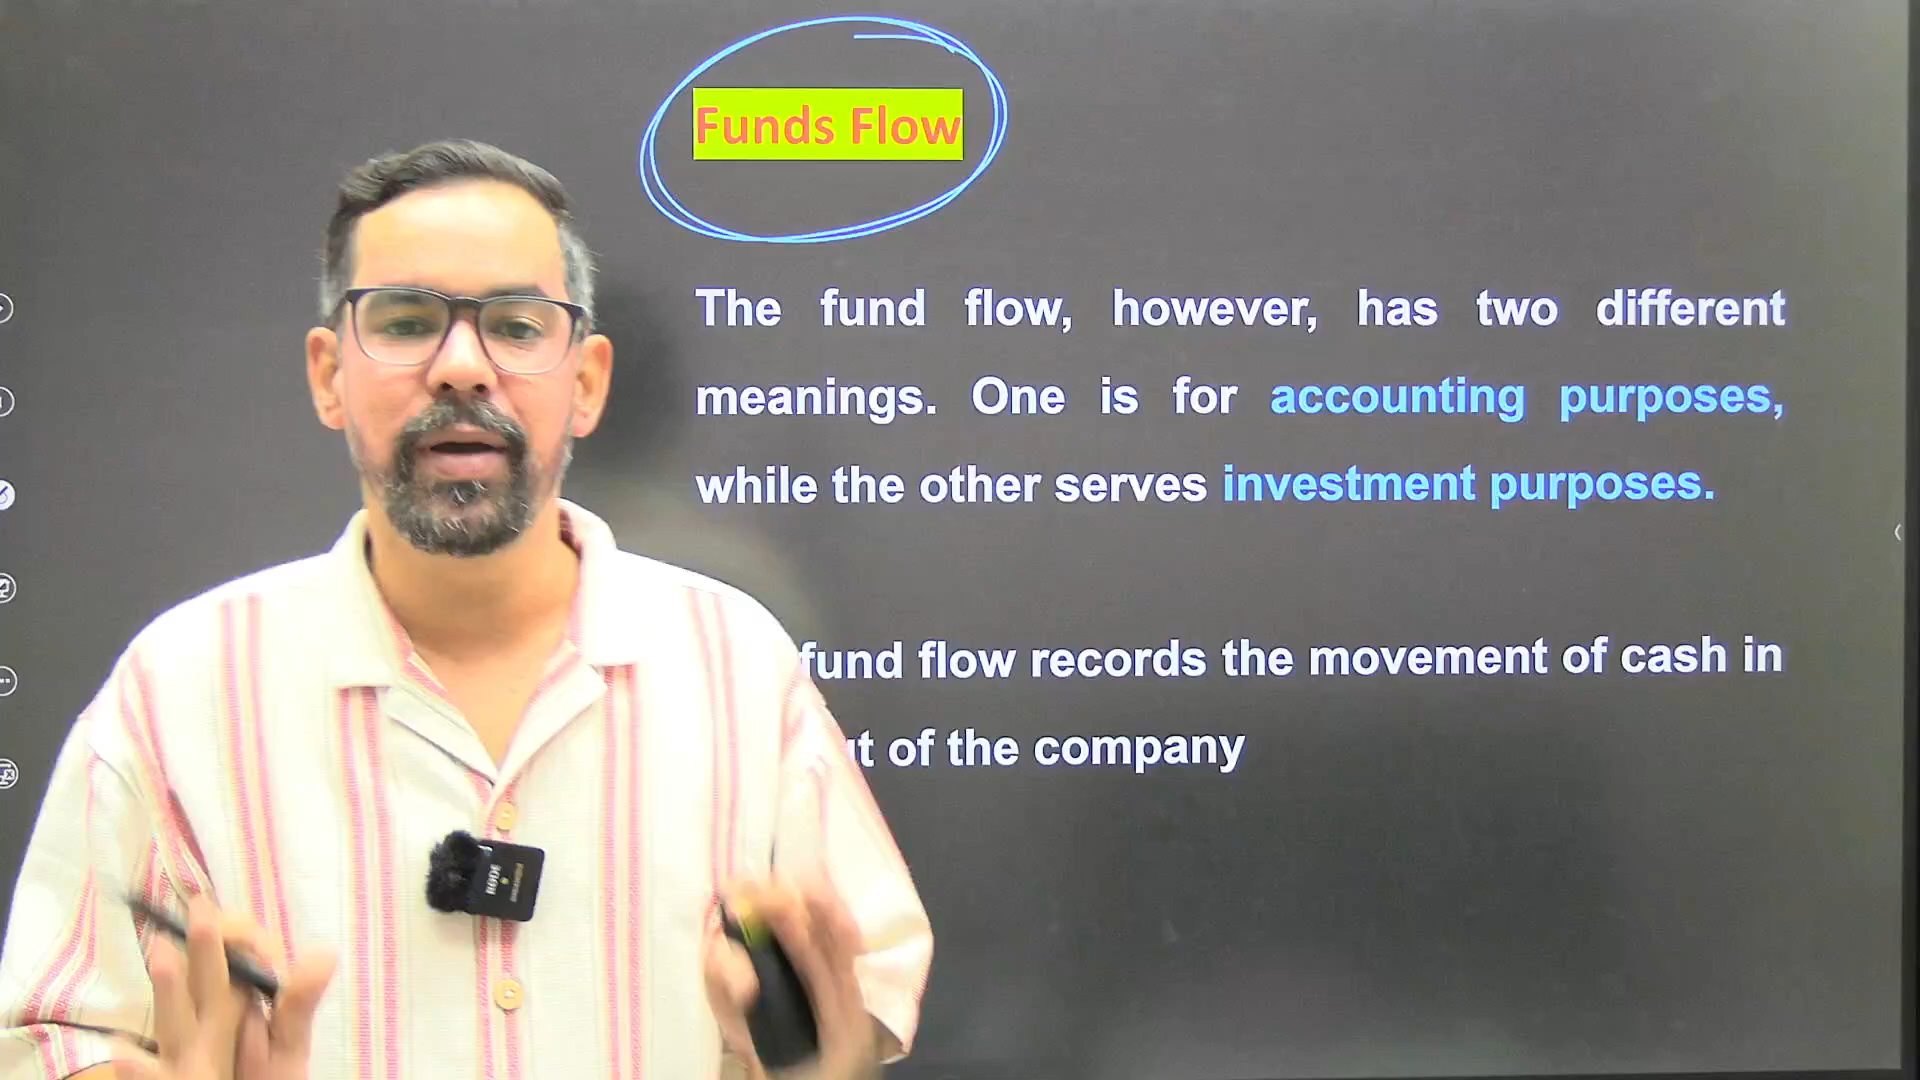 Funds Flow
The fund flow, however, has two different
meanings. One is for accounting purposes,
while the other serves investment purposes.
fund flow records the movement of cash in
of the company
RODE